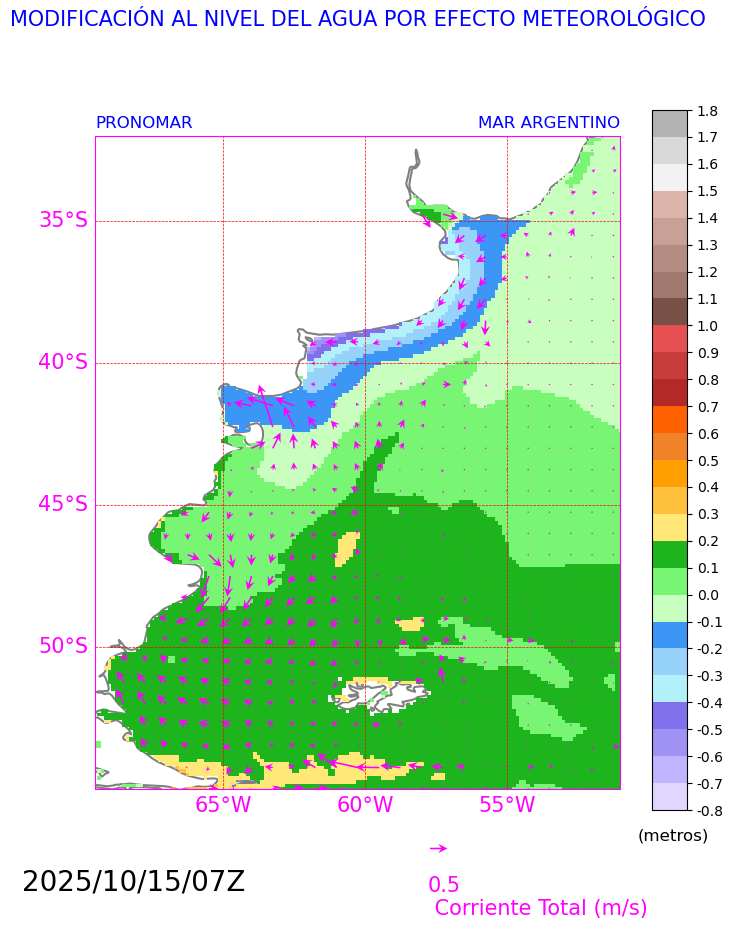 MODIFICACIÓN AL NIVEL DEL AGUA POR EFECTO METEOROLÓGICO
PRONOMAR MAR ARGENTINO
35°S
40°S
45°S
50°S
65°W 60°W 55°W
1.8
1.7
1.6
1.5
1.4
1.3
1.2
1.1
1.0
0.9
0.8
0.7
0.6
0.5
0.4
0.3
0.2
0.1
0.0
-0.1
-0.2
-0.3
-0.4
-0.5
-0.6
-0.7
-0.8
(metros)
2025/10/15/07Z
0.5
Corriente Total (m/s)